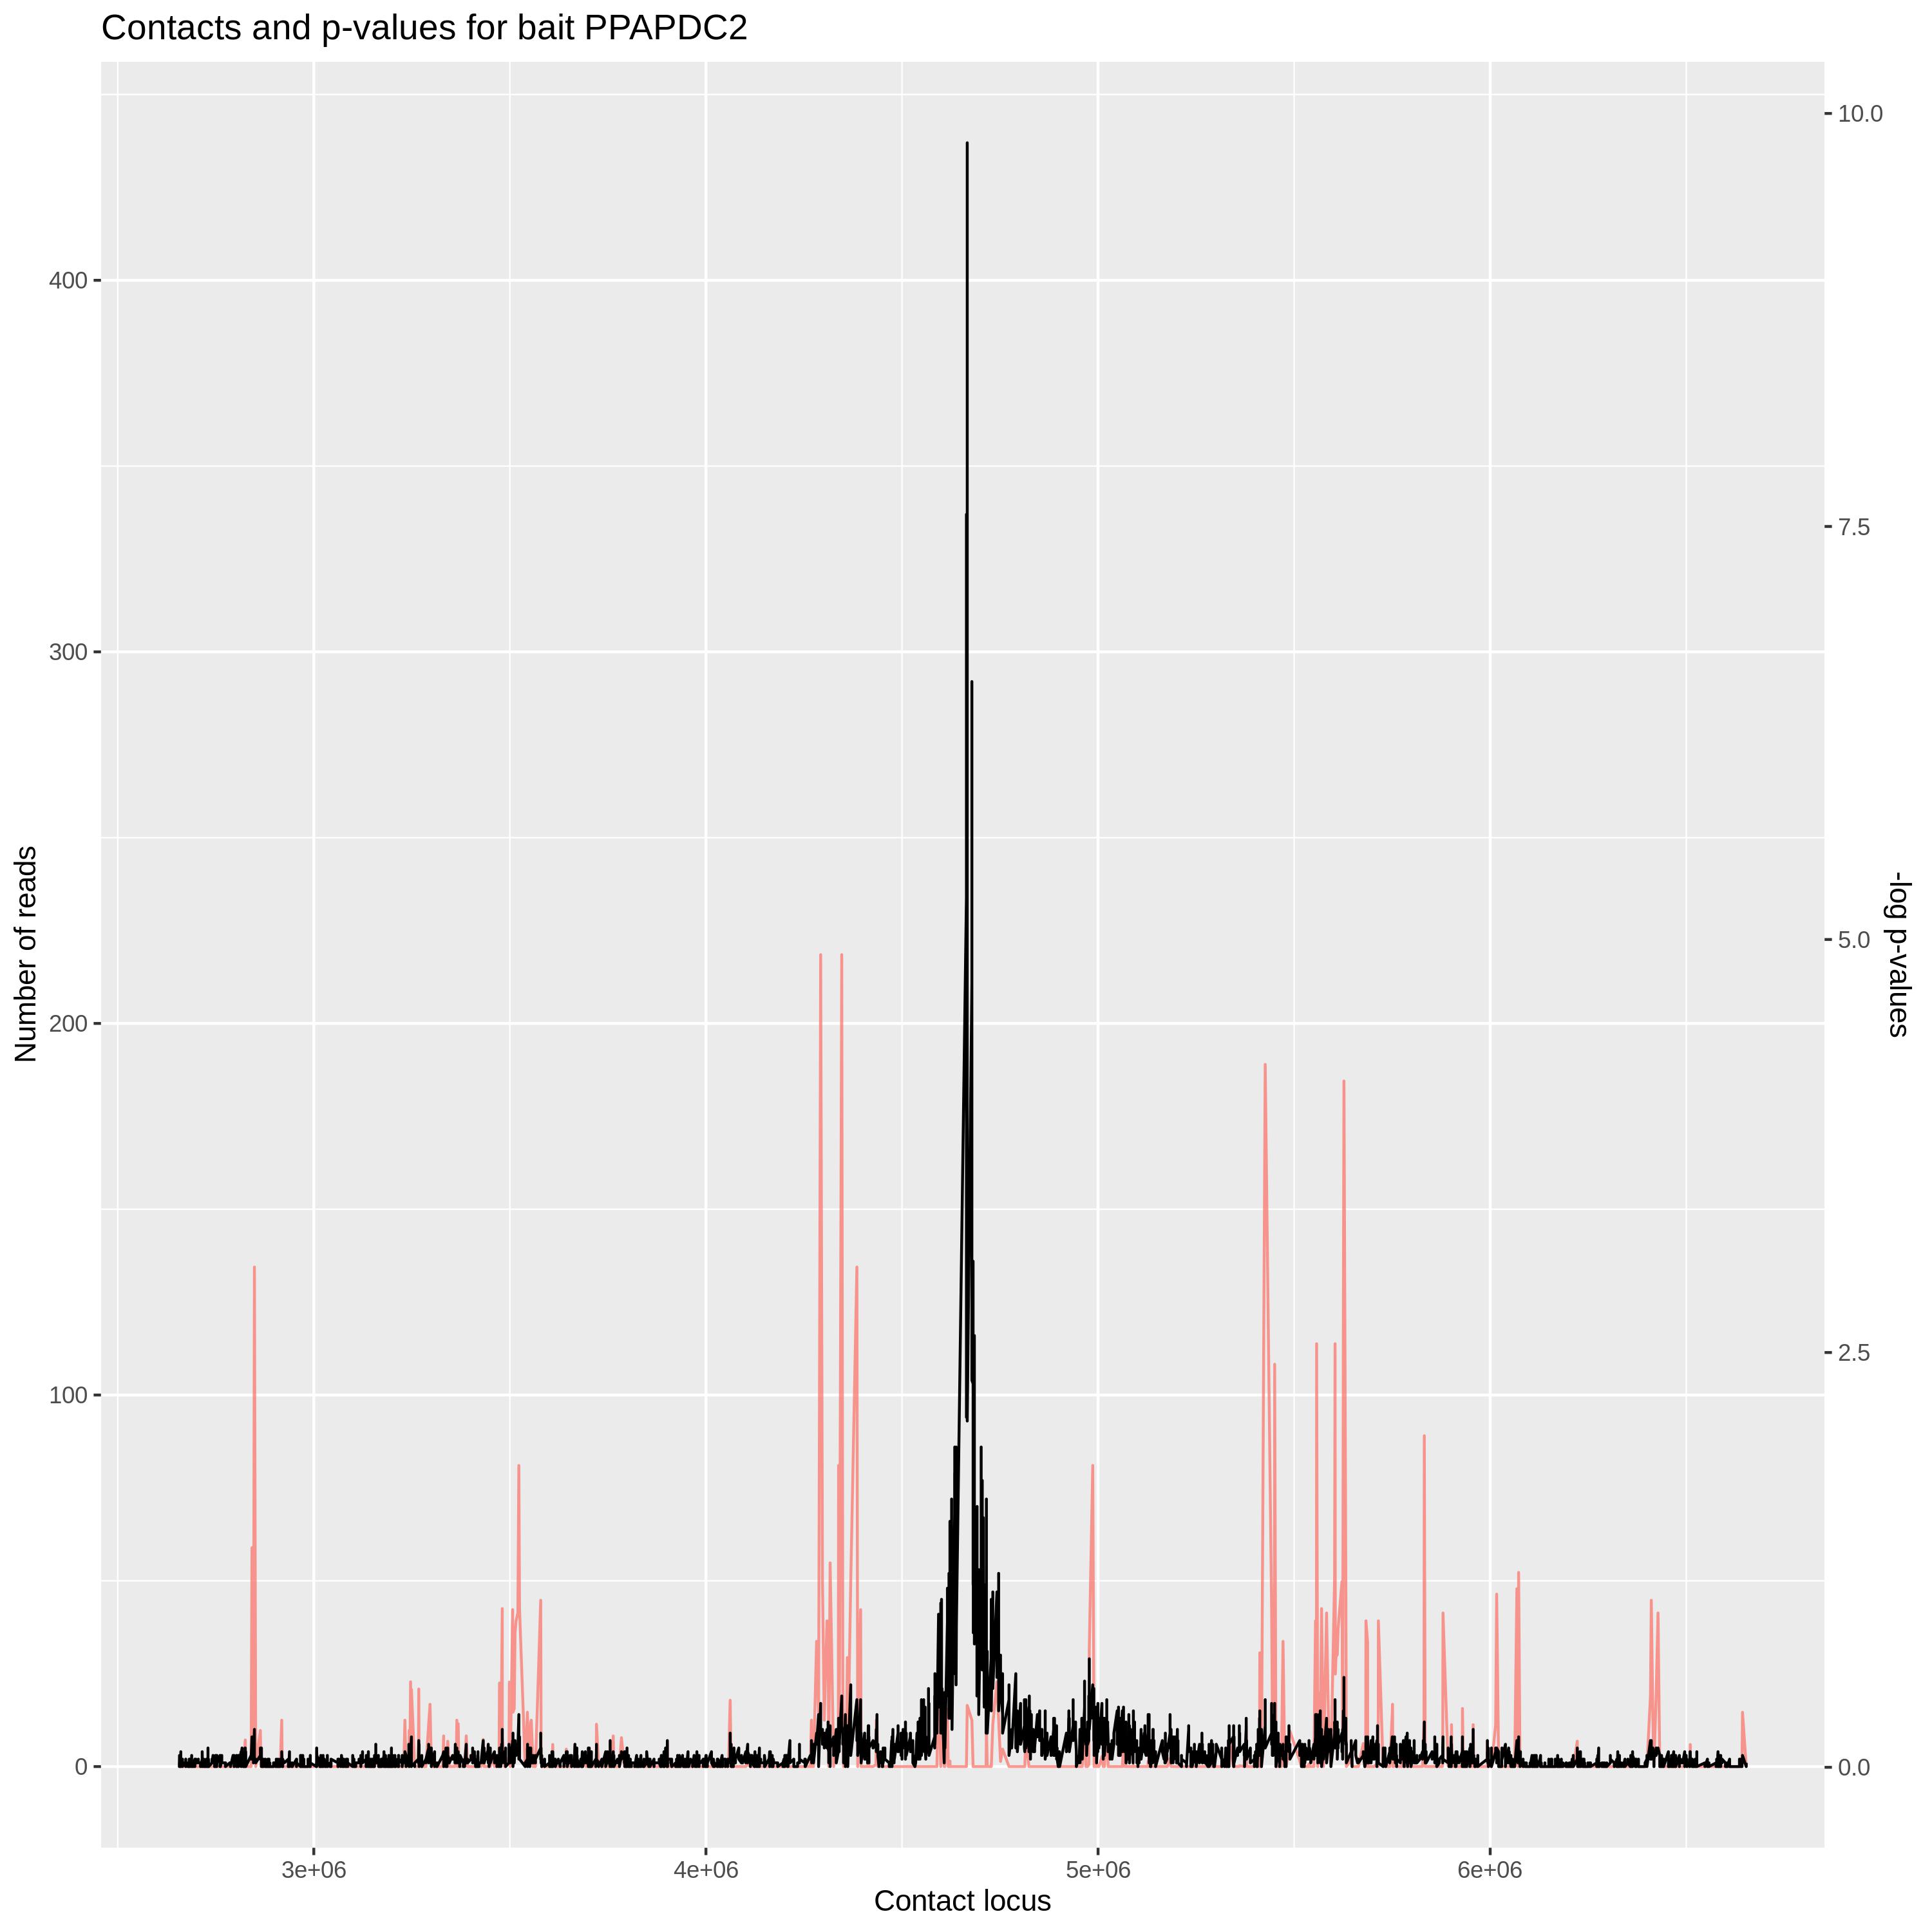 Contacts and p-values for bait PPAPDC2
Number of reads
400
300
200
100
0
10.0
7.5
5.0
2.5
0.0
-log p-values
3e+06
4e+06
5e+06
6e+06
Contact locus